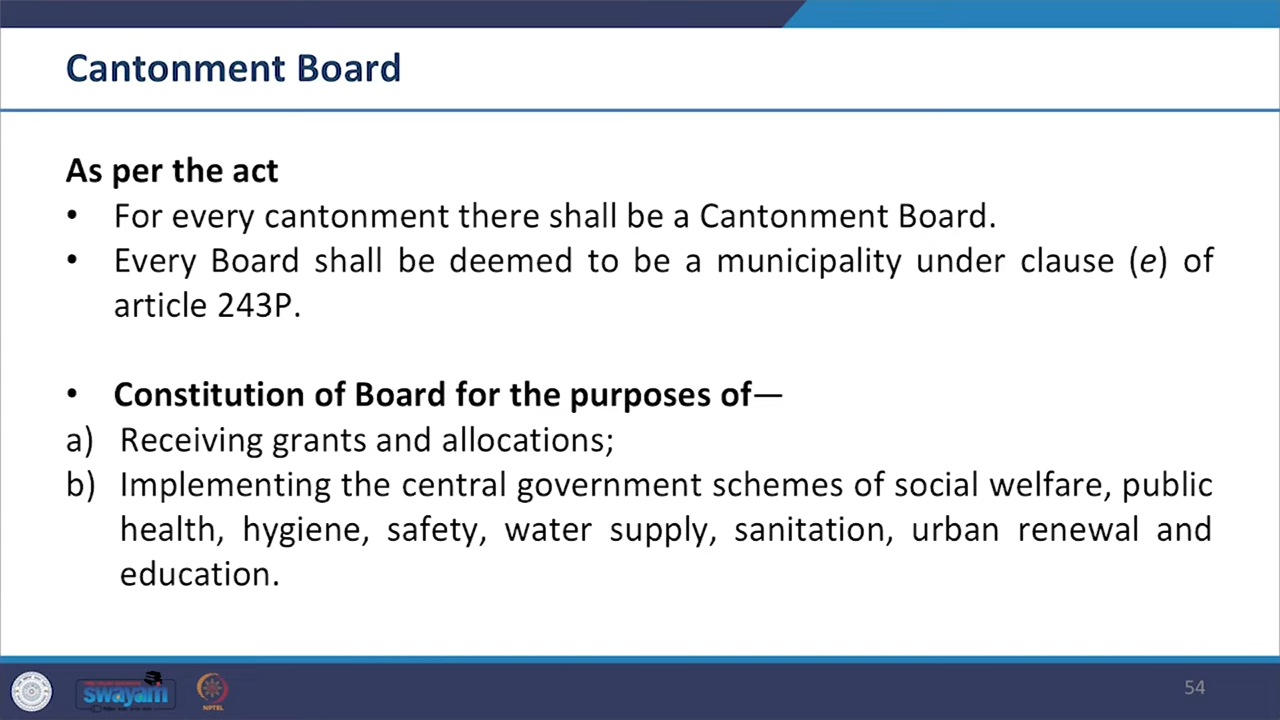 Cantonment Board
As per the act
• For every cantonment there shall be a Cantonment Board.
• Every Board shall be deemed to be a municipality under clause (e) of
article 243P.
• Constitution of Board for the purposes of—
a) Receiving grants and allocations;
b) Implementing the central government schemes of social welfare, public
health, hygiene, safety, water supply, sanitation, urban renewal and
education.
swayam
NPTEL
54